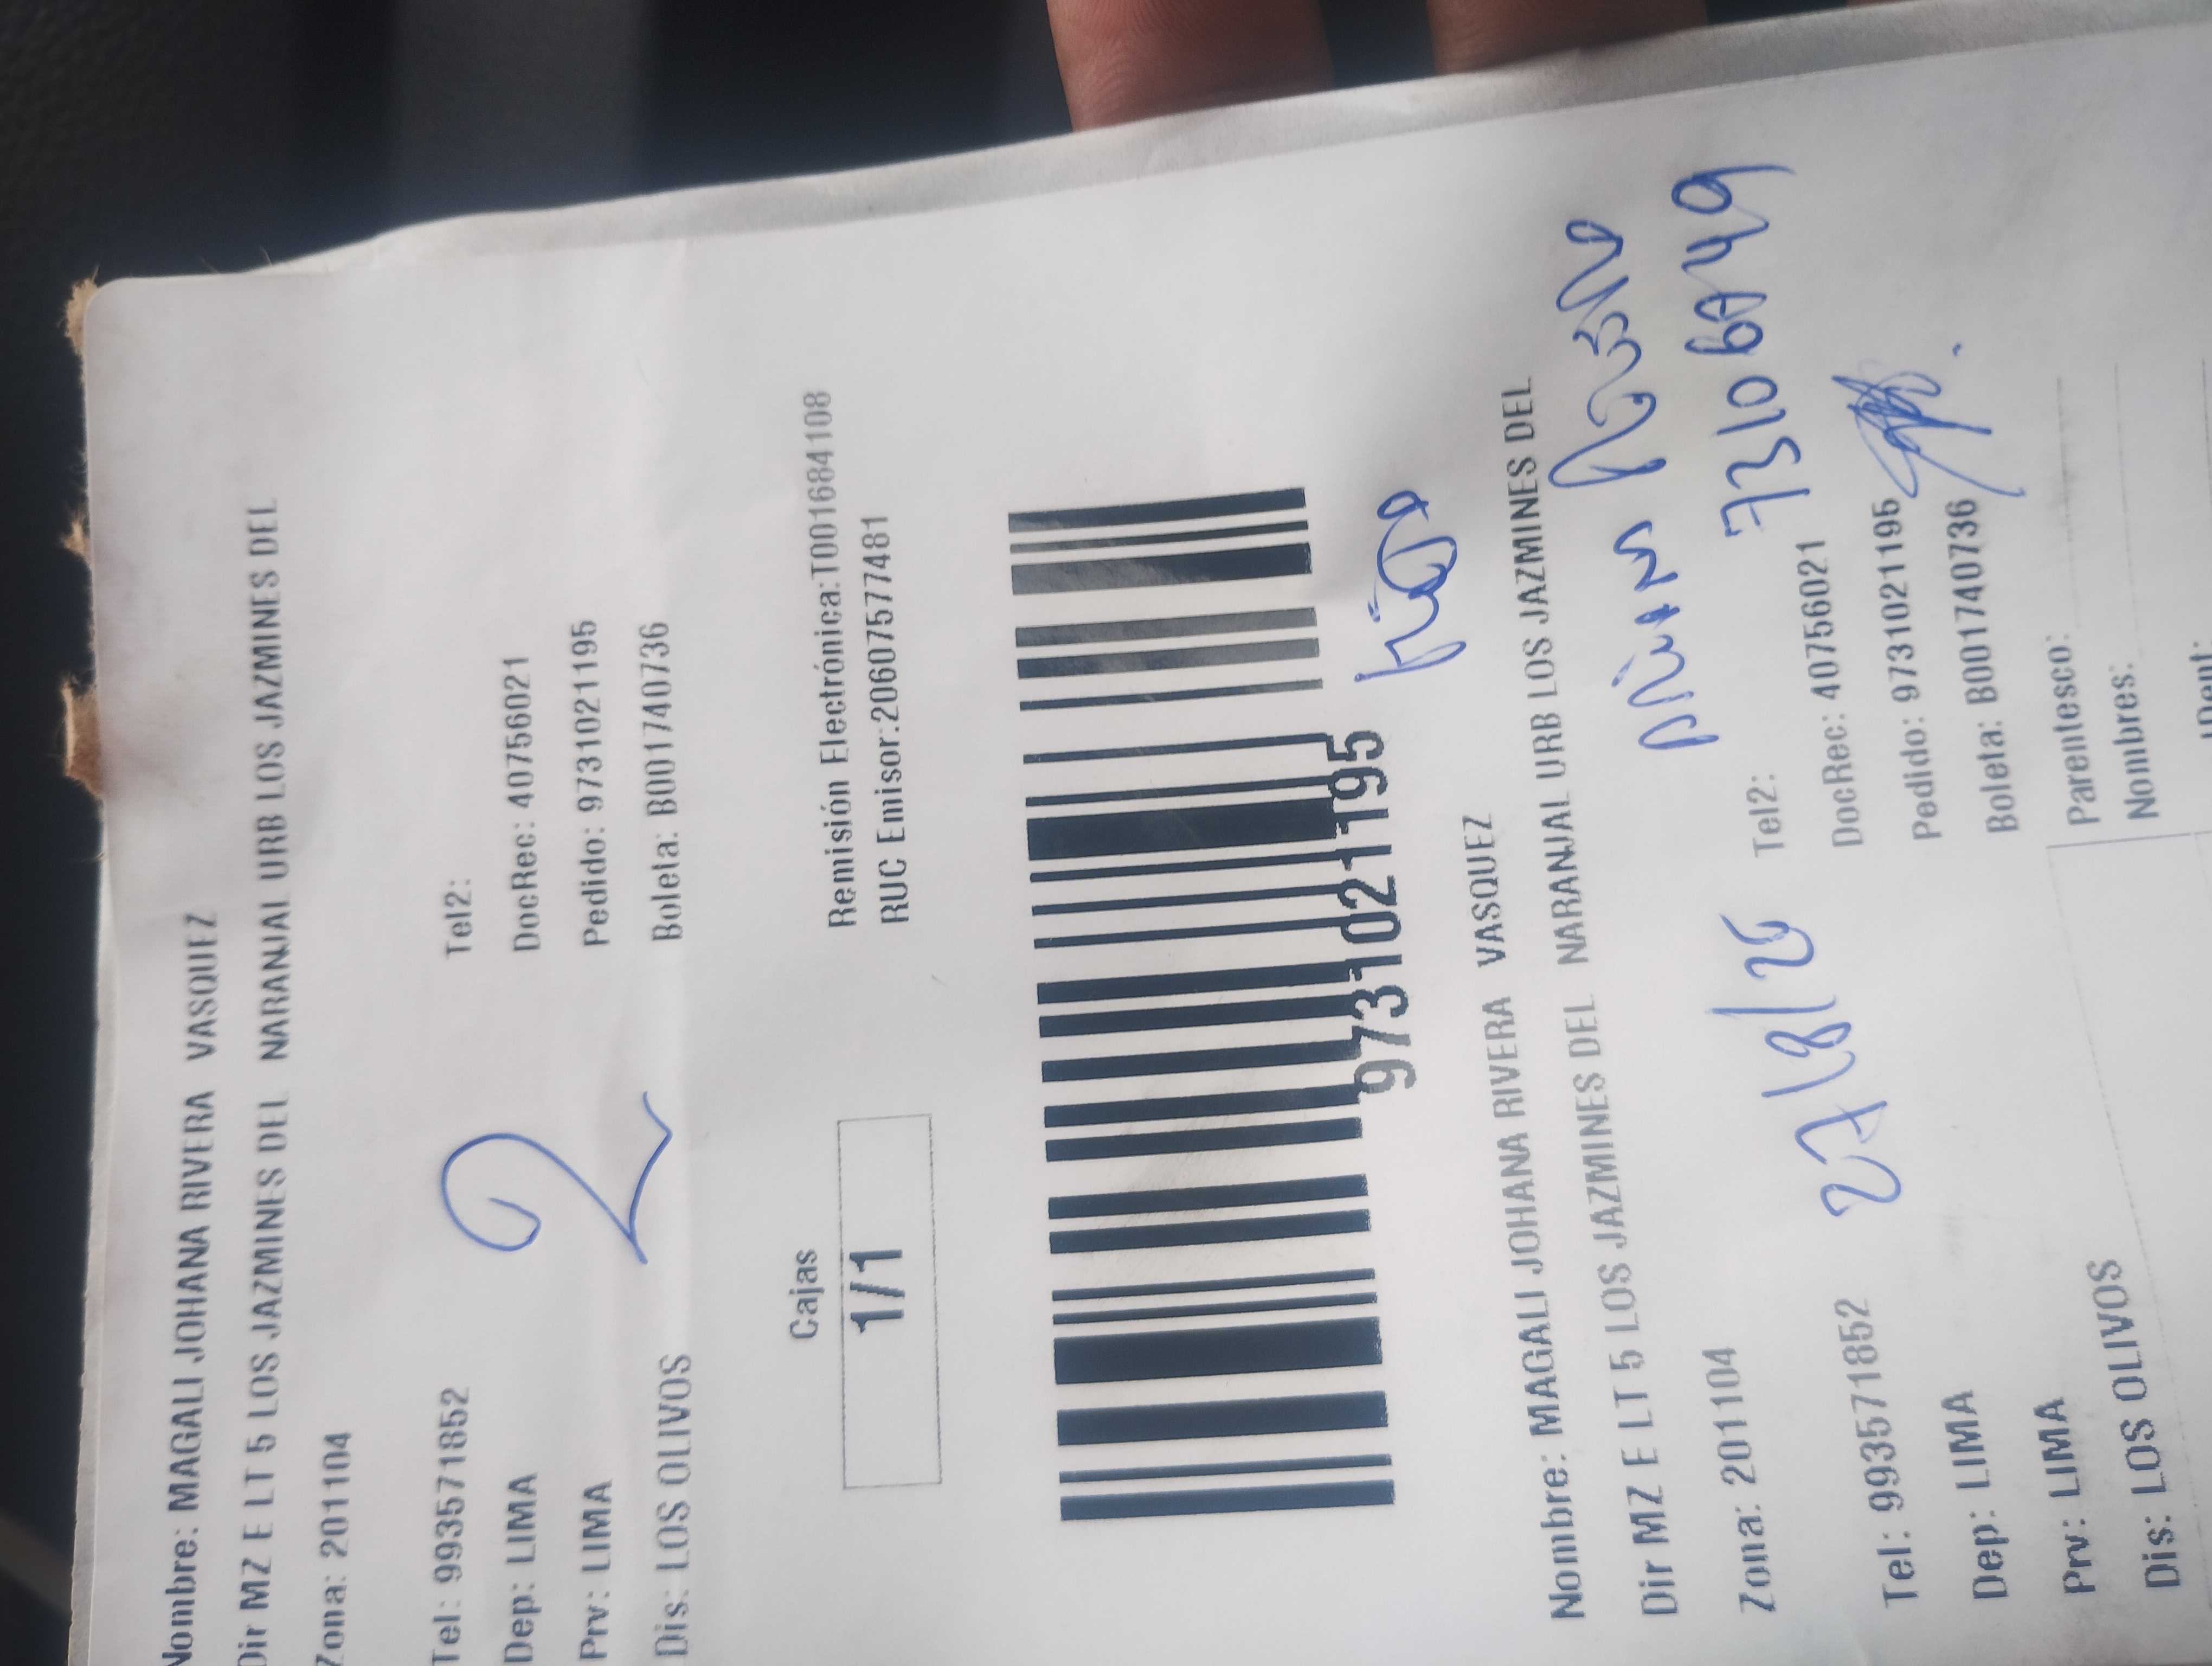 Nombre: MAGALI JOHANA RIVERA VASQUEZ
Dir MZ E LT 5 LOS JAZMINES DEL NARANJAL URB LOS JAZMINES DEL
Zona: 201104
Tel: 993571852 Tel2:
Dep: LIMA DocRec: 40756021
Prv: LIMA Pedido: 9731021195
Dis: LOS OLIVOS Boleta: B001740736
2
Cajas
1/1
Remisión Electrónica:T001684108
RUC Emisor:20607577481
9731021195
Nombre: MAGALI JOHANA RIVERA VASQUEZ
Dir MZ E LT 5 LOS JAZMINES DEL NARANJAL URB LOS JAZMINES DEL
Zona: 201104
27/8/25
Tel: 993571852 Tel2:
Dep: LIMA DocRec: 40756021
Prv: LIMA Pedido: 9731021195
Dis: LOS OLIVOS Boleta: B001740736
Parentesco:
Nombres: